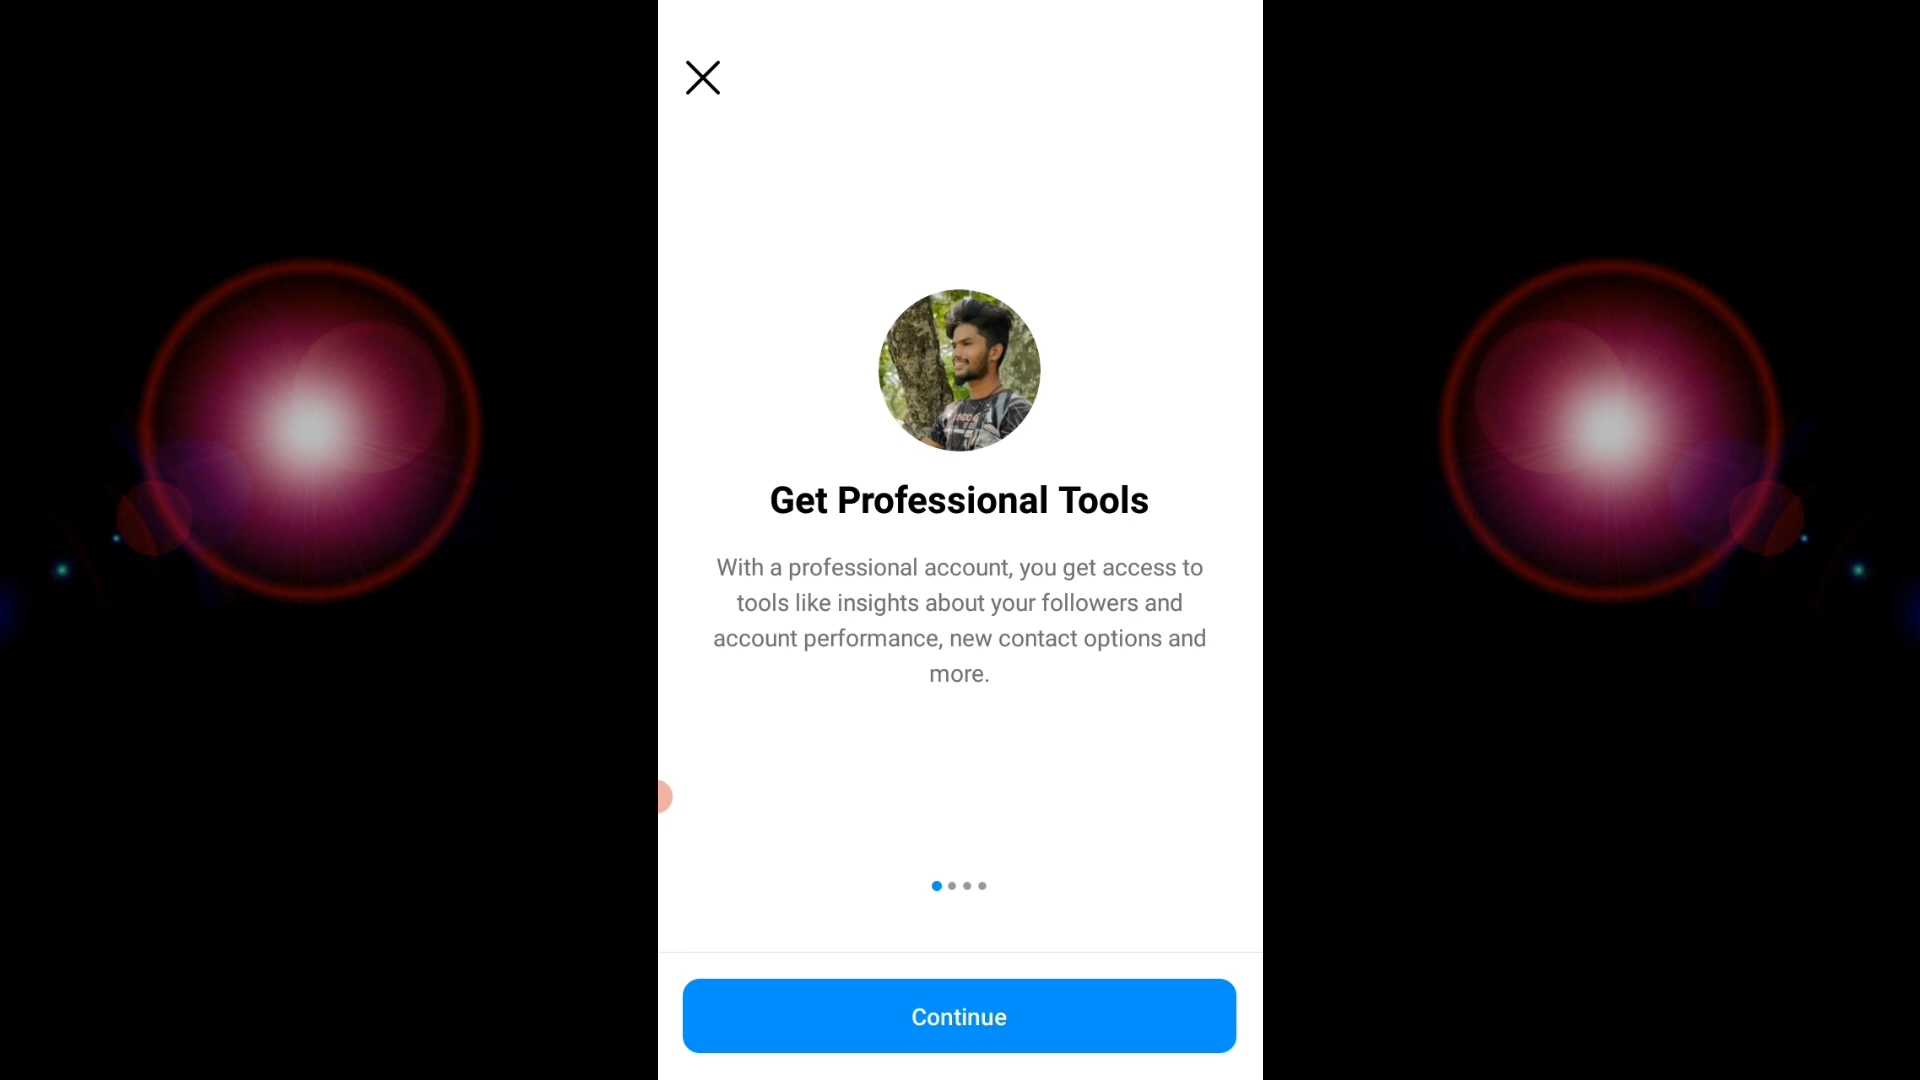 Get Professional Tools
With a professional account, you get access to
tools like insights about your followers and
account performance, new contact options and
more.
Continue